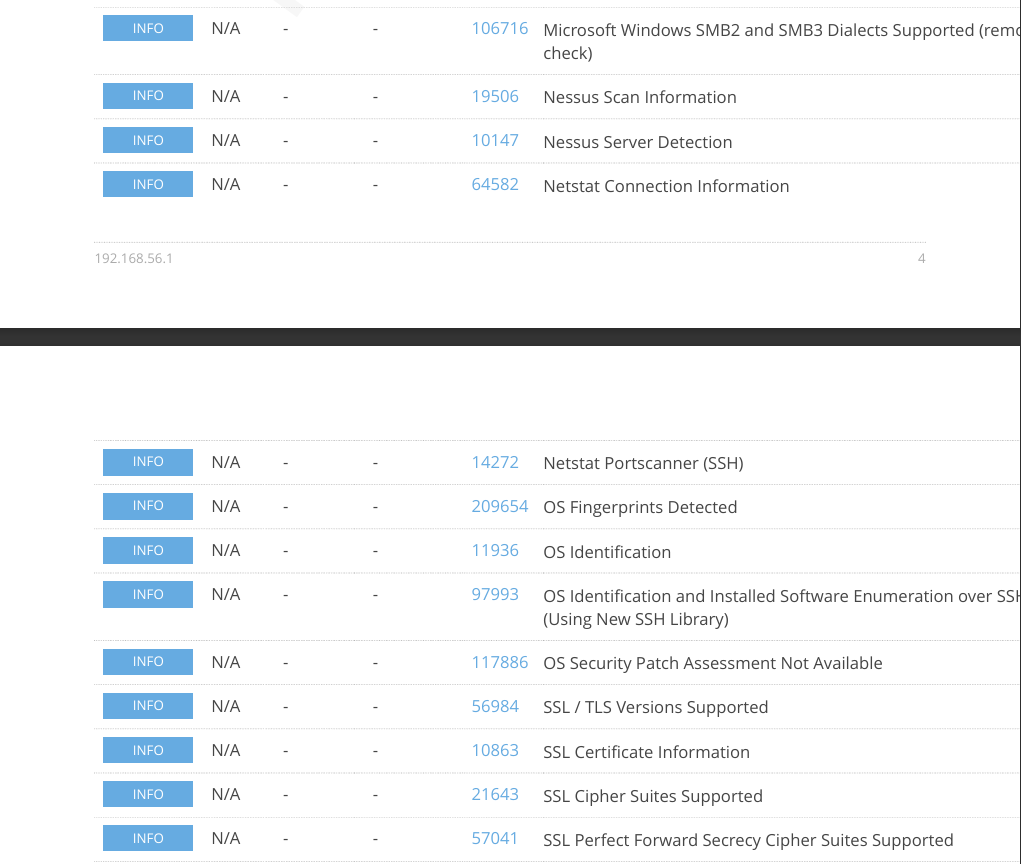 INFO N/A - - 106716 Microsoft Windows SMB2 and SMB3 Dialects Supported
check)
INFO N/A - - 19506 Nessus Scan Information
INFO N/A - - 10147 Nessus Server Detection
INFO N/A - - 64582 Netstat Connection Information
192.168.56.1 4
INFO N/A - - 14272 Netstat Portscanner (SSH)
INFO N/A - - 209654 OS Fingerprints Detected
INFO N/A - - 11936 OS Identification
INFO N/A - - 97993 OS Identification and Installed Software Enumeration over SSH
(Using New SSH Library)
INFO N/A - - 117886 OS Security Patch Assessment Not Available
INFO N/A - - 56984 SSL / TLS Versions Supported
INFO N/A - - 10863 SSL Certificate Information
INFO N/A - - 21643 SSL Cipher Suites Supported
INFO N/A - - 57041 SSL Perfect Forward Secrecy Cipher Suites Supported